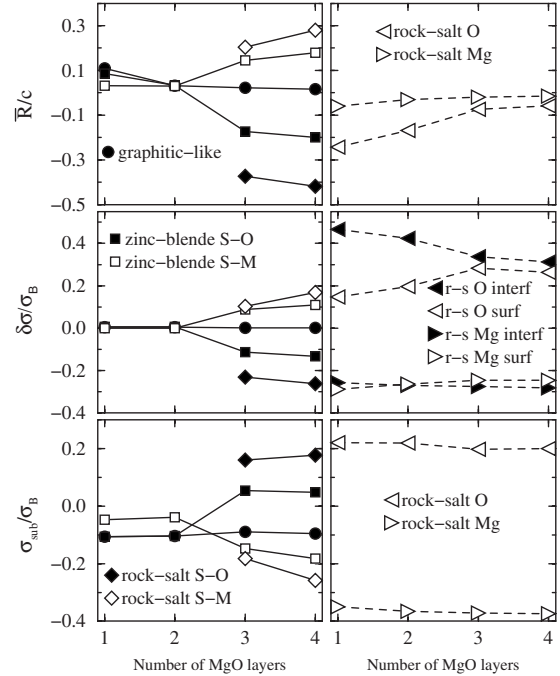 0.3
0.1
−0.1
−0.3
−0.5
R̅/c
graphitic−like
rock−salt O
rock−salt Mg
0.4
0.2
0.0
−0.2
−0.4
δσ/σB
zinc−blende S−O
zinc−blende S−M
r−s O interf
r−s O surf
r−s Mg interf
r−s Mg surf
0.2
0.0
−0.2
−0.4
σsub/σB
rock−salt S−O
rock−salt S−M
rock−salt O
rock−salt Mg
1 2 3 4
1 2 3 4
Number of MgO layers
Number of MgO layers